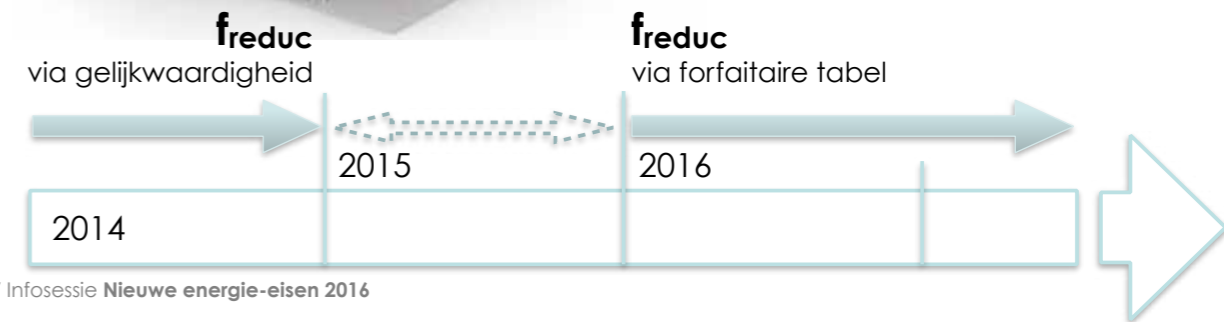 freduc
via gelijkwaardigheid
freduc
via forfaitaire tabel
2015
2016
2014
Infosessie Nieuwe energie-eisen 2016